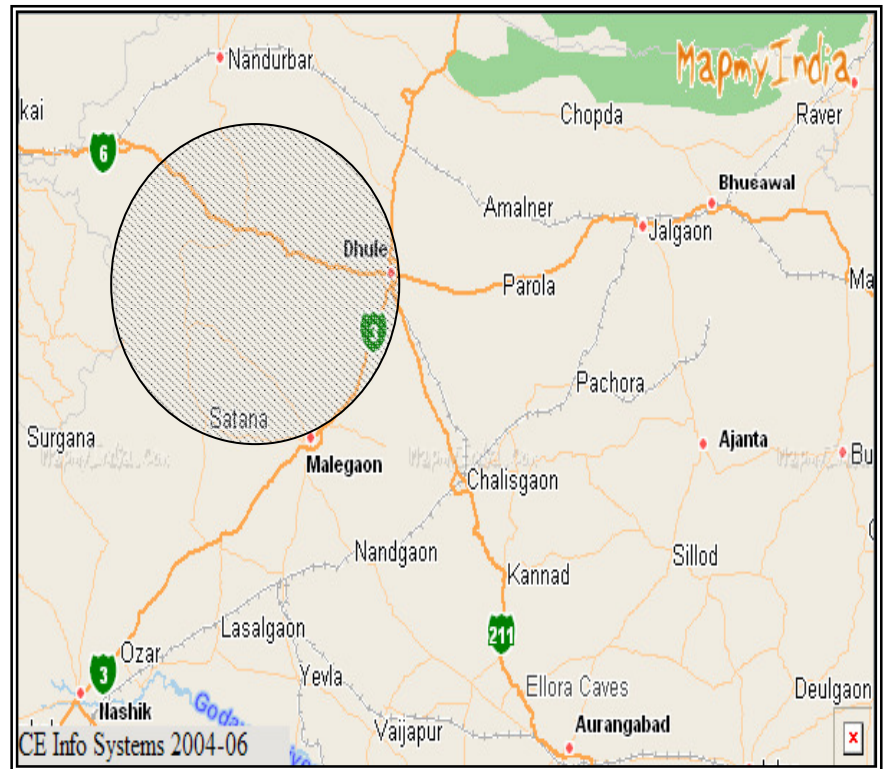 Nandurbar
MapmyIndia
kai
Chopda
Raver
6
Bhusawal
Amalner
Jalgaon
Dhule
Parola
Ma
3
Pachora
Satana
Surgana
Ajanta
Malegaon
Bu
Chalisgaon
Nandgaon
Sillod
Kannad
Lasalgaon
211
Ozar
3
Yevla
Ellora Caves
Deulgaon
Nashik
Goda
Vaijapur
Aurangabad
CE Info Systems 2004-06